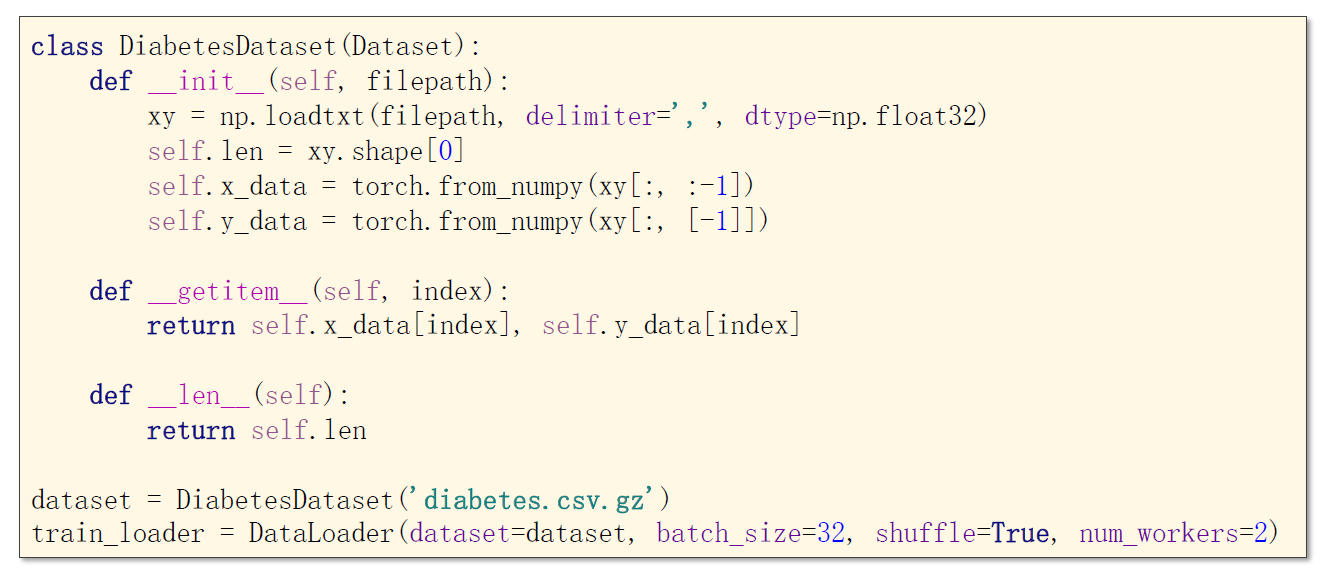 class DiabetesDataset(Dataset):
    def __init__(self, filepath):
        xy = np.loadtxt(filepath, delimiter=',', dtype=np.float32)
        self.len = xy.shape[0]
        self.x_data = torch.from_numpy(xy[:, :-1])
        self.y_data = torch.from_numpy(xy[:, [-1]])

    def __getitem__(self, index):
        return self.x_data[index], self.y_data[index]

    def __len__(self):
        return self.len

dataset = DiabetesDataset('diabetes.csv.gz')
train_loader = DataLoader(dataset=dataset, batch_size=32, shuffle=True, num_workers=2)